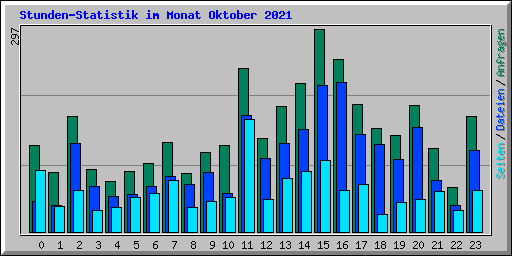 Stunden-Statistik im Monat Oktober 2021
297
Seiten / Dateien / Anfragen
0 1 2 3 4 5 6 7 8 9 10 11 12 13 14 15 16 17 18 19 20 21 22 23